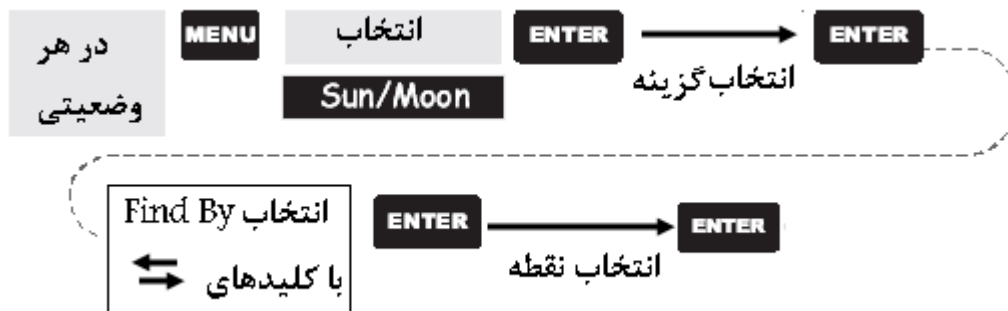 در هر
وضعیتی
MENU
انتخاب
Sun/Moon
ENTER
انتخاب گزینه
ENTER
انتخاب Find By
با کلیدهای
ENTER
انتخاب نقطه
ENTER